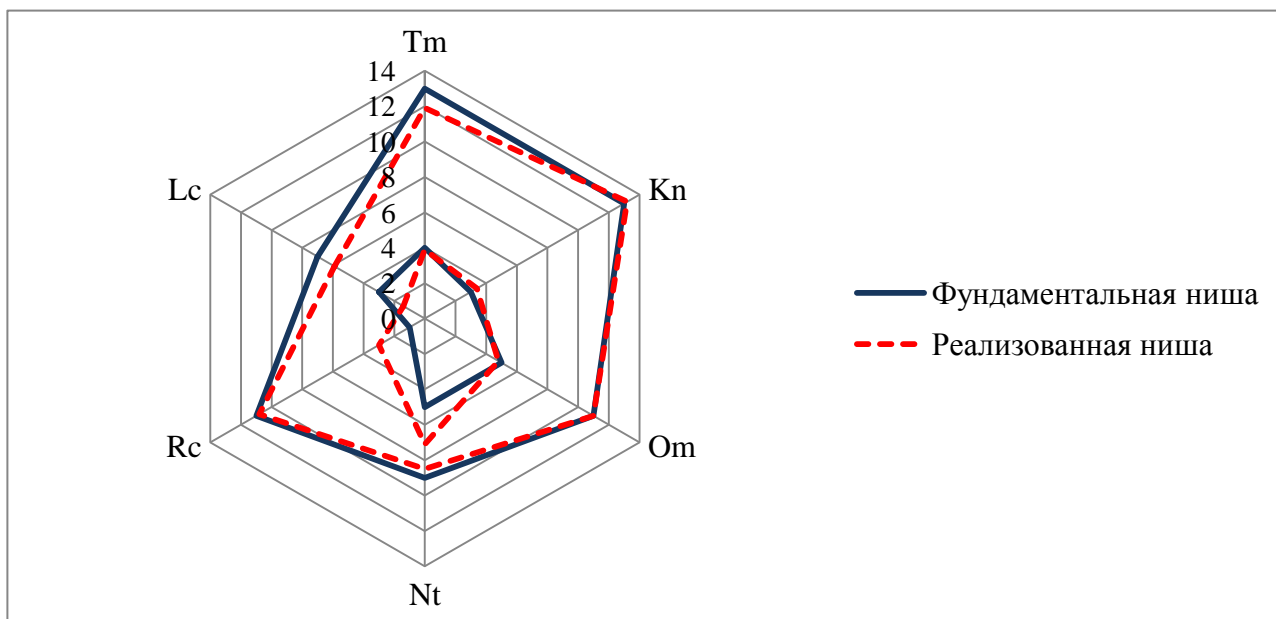 Tm
14
12
10
8
6
4
2
0
Lc
Kn
Rc
Om
Nt
Фундаментальная ниша
Реализованная ниша